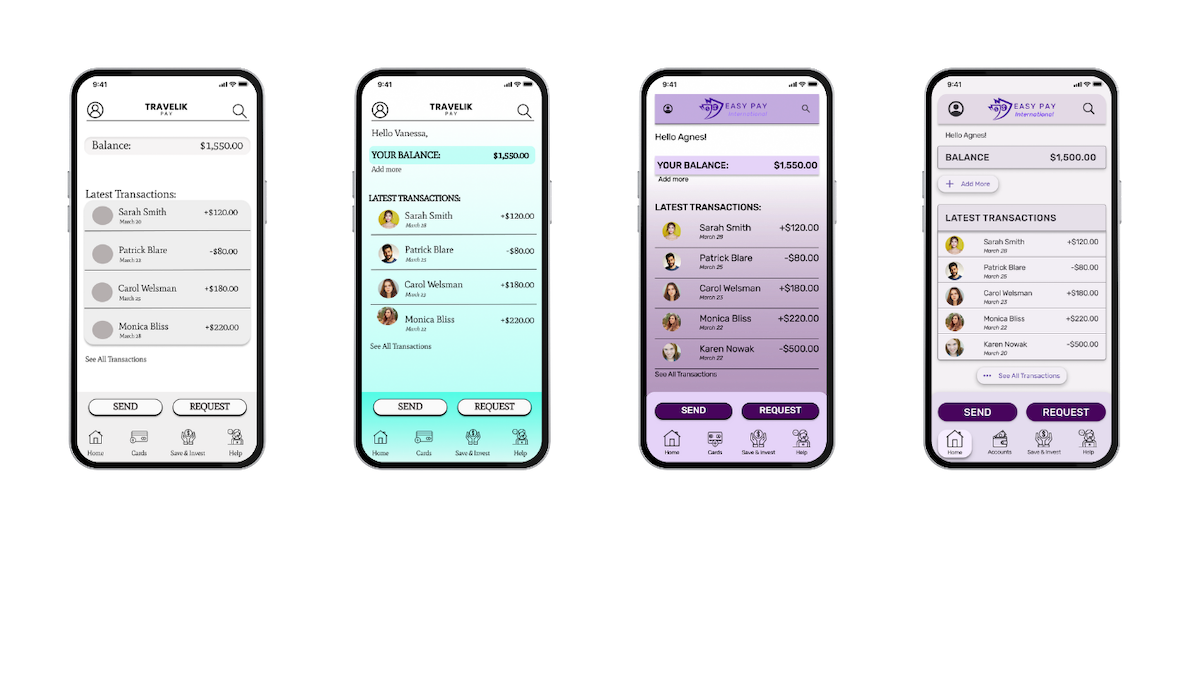 9:41
TRAVELIK
PAY
Balance: $1,550.00
Latest Transactions:
Sarah Smith +$120.00
March 20
Patrick Blare -$80.00
March 23
Carol Welsman +$180.00
March 25
Monica Bliss +$220.00
March 28
See All Transactions
SEND REQUEST
Home Cards Save & Invest Help
9:41
TRAVELIK
PAY
Hello Vanessa,
YOUR BALANCE: $1,550.00
Add more
LATEST TRANSACTIONS:
Sarah Smith +$120.00
March 28
Patrick Blare -$80.00
March 25
Carol Welsman +$180.00
March 23
Monica Bliss +$220.00
March 22
See All Transactions
SEND REQUEST
Home Cards Save & Invest Help
9:41
EASY PAY
International
Hello Agnes!
YOUR BALANCE: $1.550.00
Add more
LATEST TRANSACTIONS:
Sarah Smith +$120.00
March 28
Patrick Blare -$80.00
March 25
Carol Welsman +$180.00
March 23
Monica Bliss +$220.00
March 22
Karen Nowak -$500.00
March 22
See All Transactions
SEND REQUEST
Home Cards Save & Invest Help
9:41
EASY PAY
International
Hello Agnes!
BALANCE $1,500.00
+ Add More
LATEST TRANSACTIONS
Sarah Smith +$120.00
March 28
Patrick Blare -$80.00
March 25
Carol Welsman +$180.00
March 23
Monica Bliss +$220.00
March 22
Karen Nowak -$500.00
March 20
••• See All Transactions
SEND REQUEST
Home Accounts Save & Invest Help